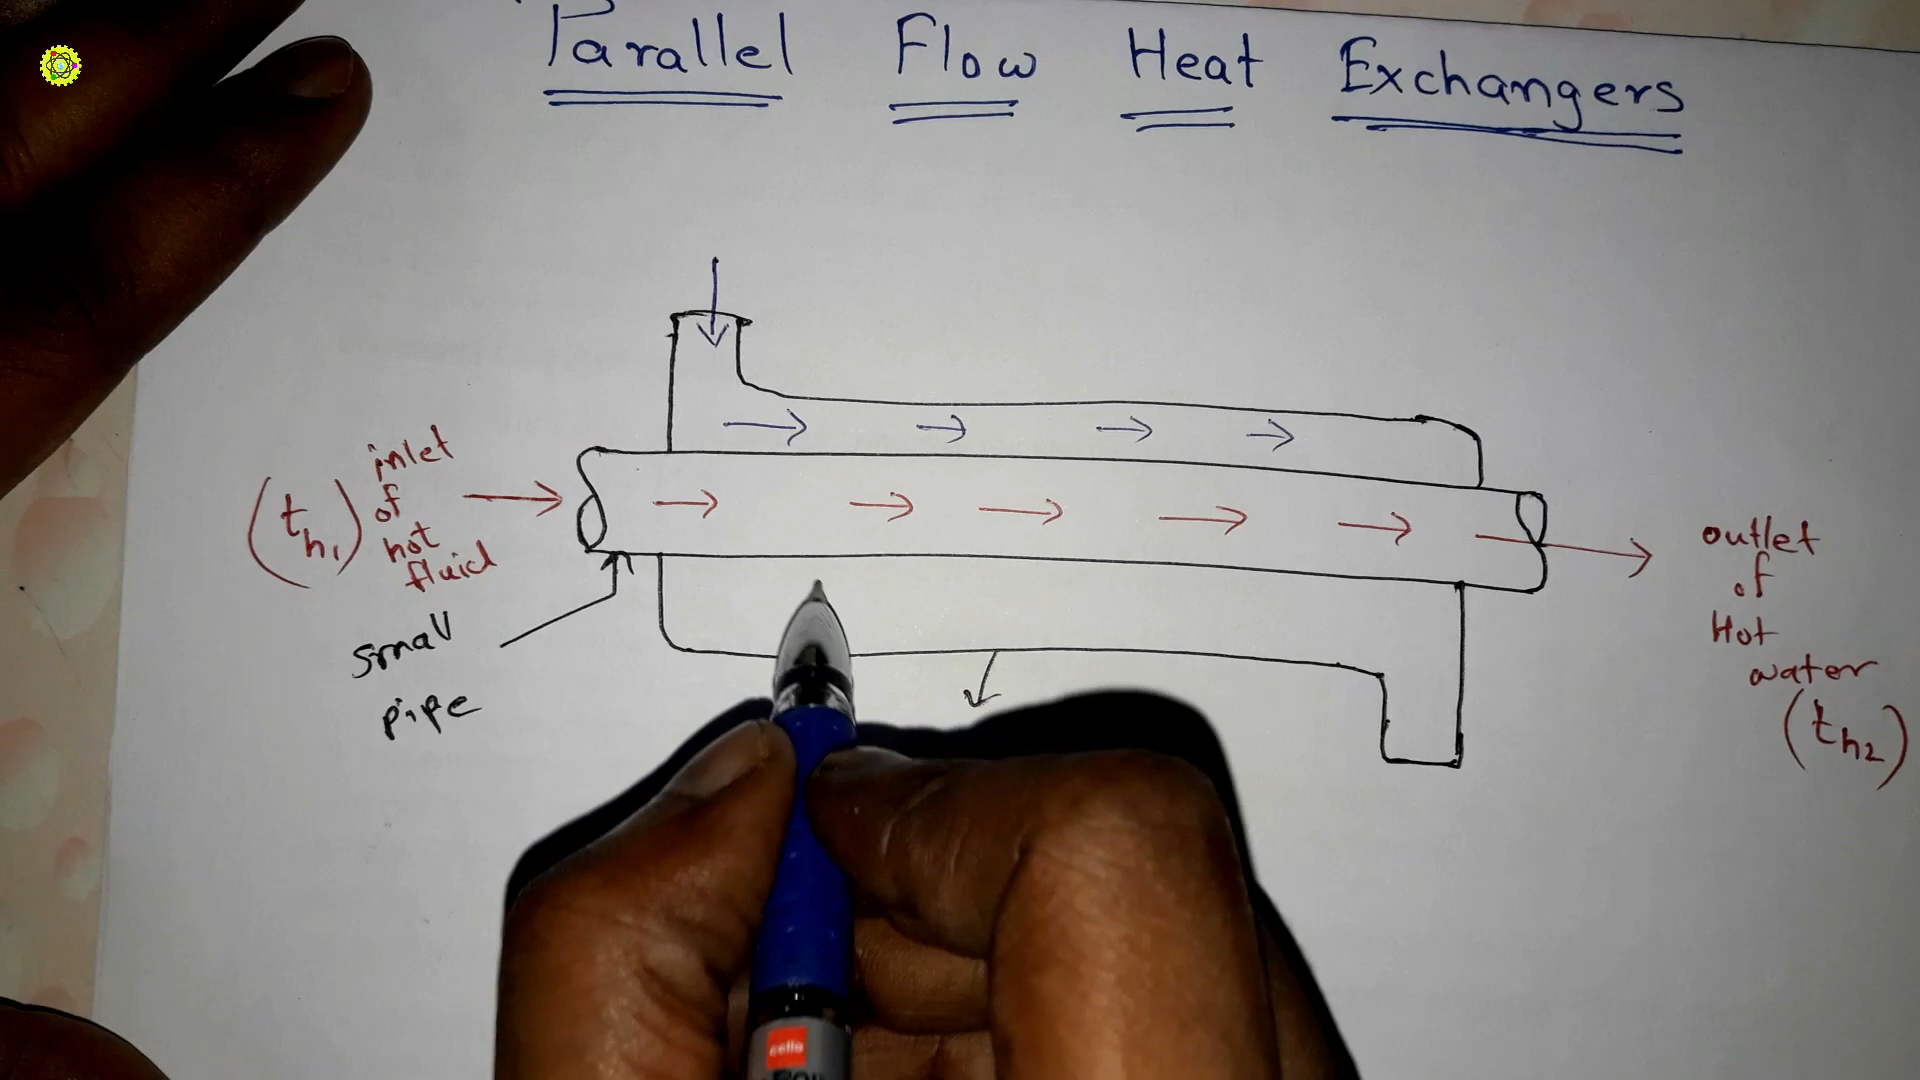 Parallel Flow Heat Exchangers
(th1) inlet
of
hot
fluid
small
pipe
outlet
of
Hot
water
(th2)
cello